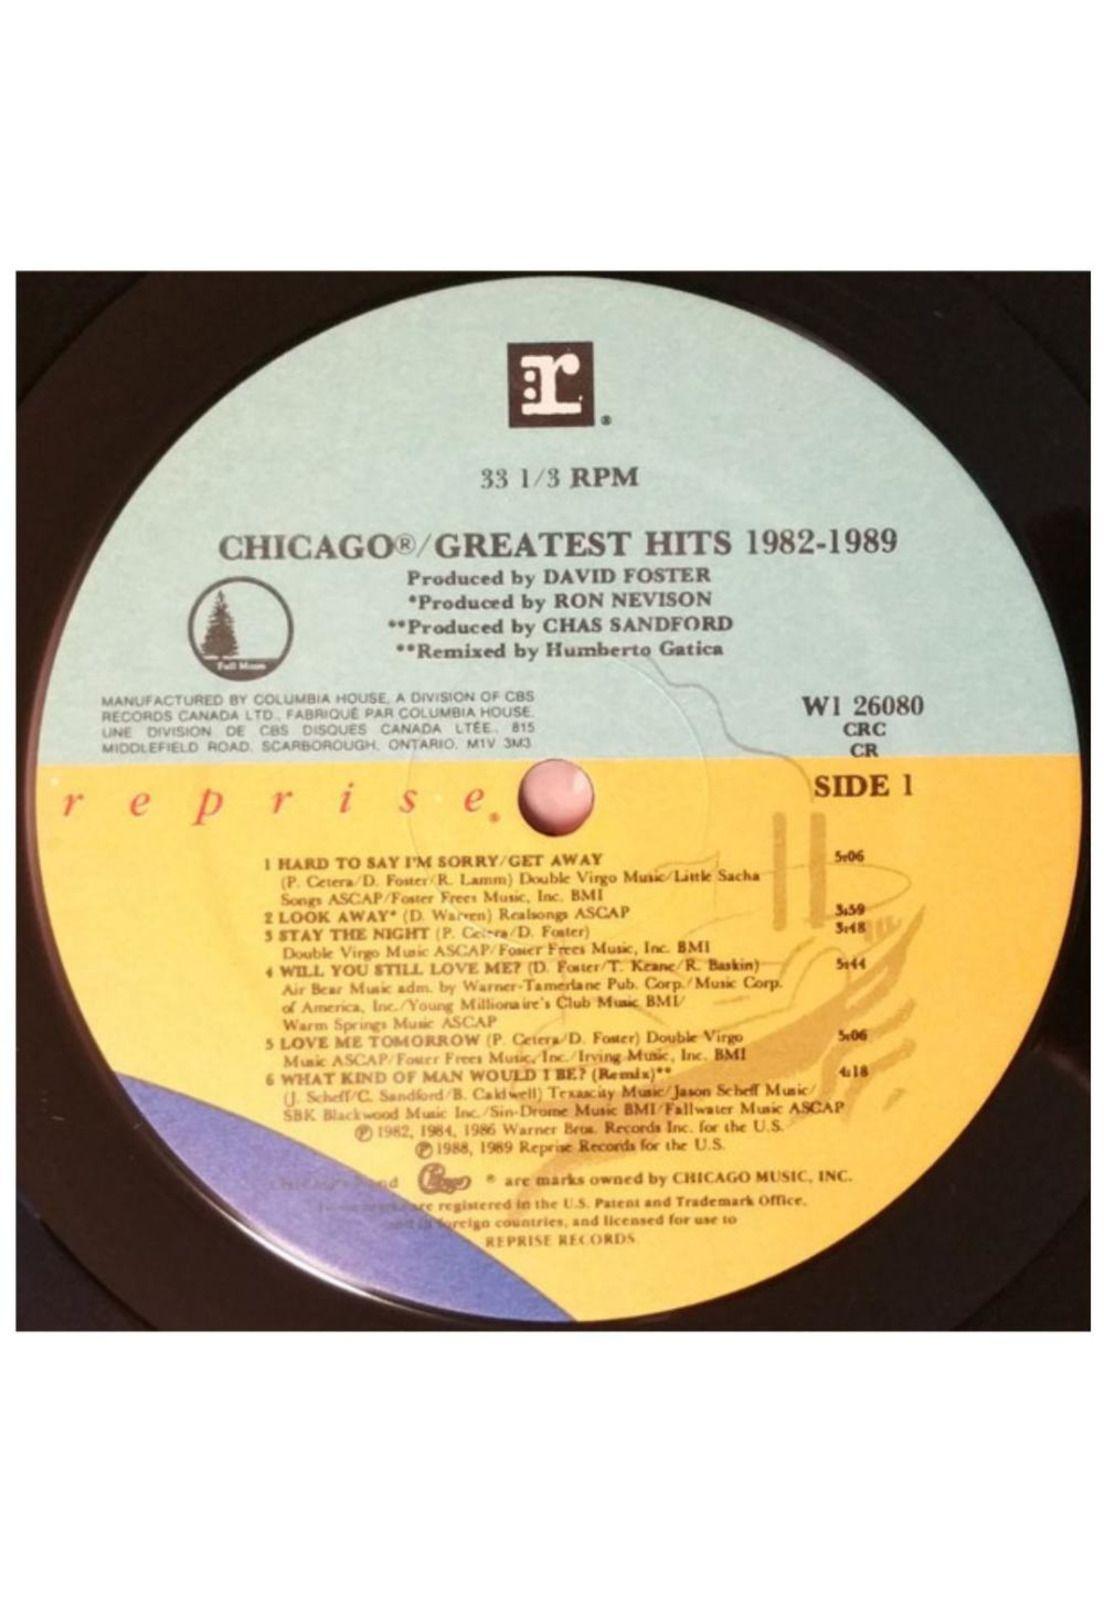 r®
33 1/3 RPM
CHICAGO®/GREATEST HITS 1982-1989
Produced by DAVID FOSTER
*Produced by RON NEVISON
**Produced by CHAS SANDFORD
**Remixed by Humberto Gatica
Full Moon
MANUFACTURED BY COLUMBIA HOUSE, A DIVISION OF CBS
RECORDS CANADA LTD., FABRIQUÉ PAR COLUMBIA HOUSE,
UNE DIVISION DE CBS DISQUES CANADA LTÉE., 815
MIDDLEFIELD ROAD, SCARBOROUGH, ONTARIO, M1V 3M3
W1 26080
CRC
CR
SIDE 1
reprise®
1 HARD TO SAY I'M SORRY/GET AWAY 5:06
(P. Cetera/D. Foster/R. Lamm) Double Virgo Music/Little Sacha
Songs ASCAP/Foster Frees Music, Inc. BMI
2 LOOK AWAY* (D. Warren) Realsongs ASCAP 3:59
3 STAY THE NIGHT (P. Cetera/D. Foster) 3:48
Double Virgo Music ASCAP/Foster Frees Music, Inc. BMI
4 WILL YOU STILL LOVE ME? (D. Foster/T. Keane/R. Baskin) 5:44
Air Bear Music adm. by Warner-Tamerlane Pub. Corp./Music Corp.
of America, Inc./Young Millionaire's Club Music BMI/
Warm Springs Music ASCAP
5 LOVE ME TOMORROW (P. Cetera/D. Foster) Double Virgo 5:06
Music ASCAP/Foster Frees Music, Inc./Irving Music, Inc. BMI
6 WHAT KIND OF MAN WOULD I BE? (Remix)** 4:18
(J. Scheff/C. Sandford/B. Caldwell) Texascity Music/Jason Scheff Music/
SBK Blackwood Music Inc./Sin-Drome Music BMI/Fallwater Music ASCAP
℗ 1982, 1984, 1986 Warner Bros. Records Inc. for the U.S.
℗ 1988, 1989 Reprise Records for the U.S.
Chicago® and Chicago ® are marks owned by CHICAGO MUSIC, INC.
are registered in the U.S. Patent and Trademark Office,
and in foreign countries, and licensed for use to
REPRISE RECORDS